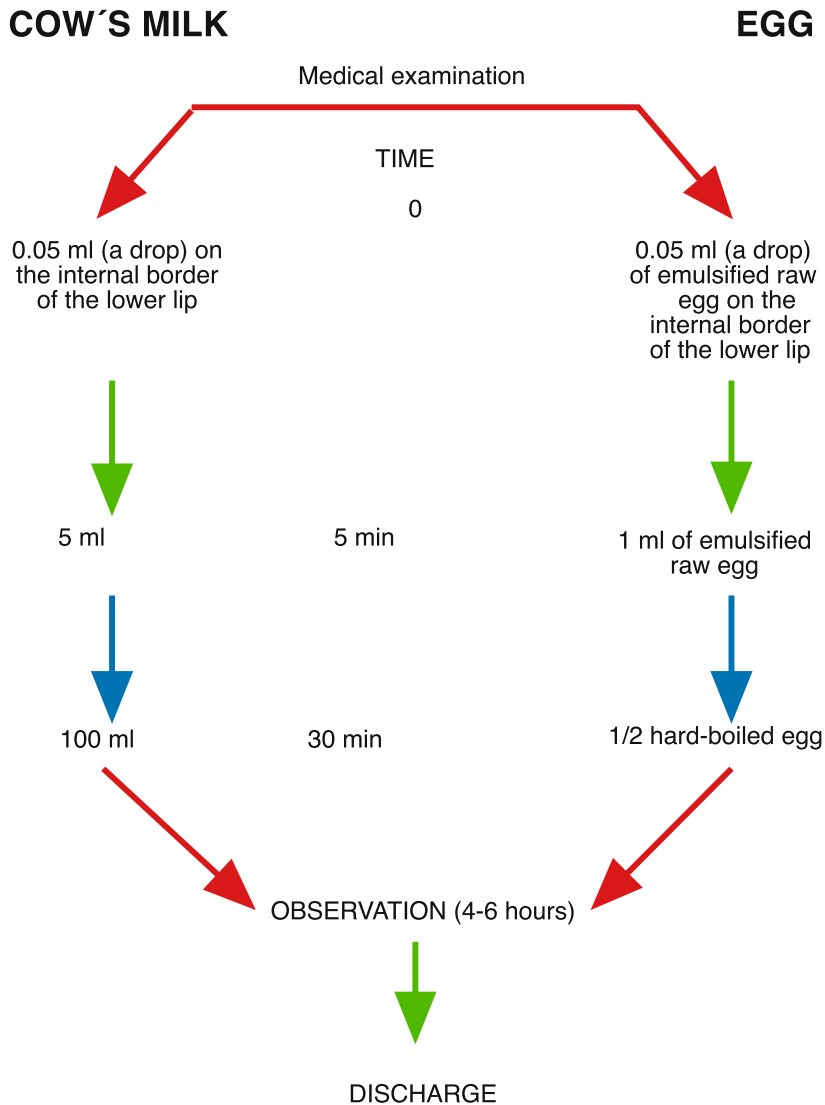 COW´S MILK
EGG
Medical examination
TIME
0
0.05 ml (a drop) on
the internal border
of the lower lip
0.05 ml (a drop)
of emulsified raw
egg on the
internal border
of the lower lip
5 ml
5 min
1 ml of emulsified
raw egg
100 ml
30 min
1/2 hard-boiled egg
OBSERVATION (4-6 hours)
DISCHARGE